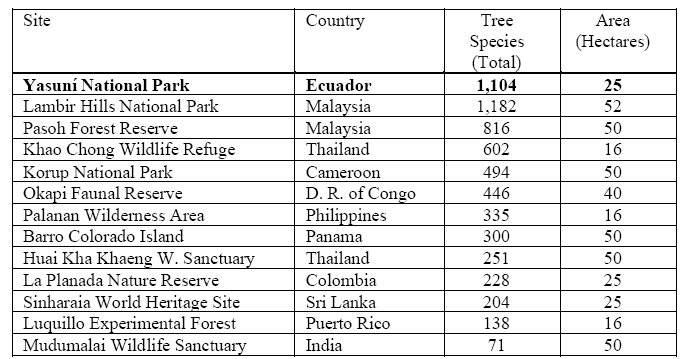 Site Country Tree Species (Total) Area (Hectares)
Yasuní National Park Ecuador 1,104 25
Lambir Hills National Park Malaysia 1,182 52
Pasoh Forest Reserve Malaysia 816 50
Khao Chong Wildlife Refuge Thailand 602 16
Korup National Park Cameroon 494 50
Okapi Faunal Reserve D. R. of Congo 446 40
Palanan Wilderness Area Philippines 335 16
Barro Colorado Island Panama 300 50
Huai Kha Khaeng W. Sanctuary Thailand 251 50
La Planada Nature Reserve Colombia 228 25
Sinharaia World Heritage Site Sri Lanka 204 25
Luquillo Experimental Forest Puerto Rico 138 16
Mudumalai Wildlife Sanctuary India 71 50